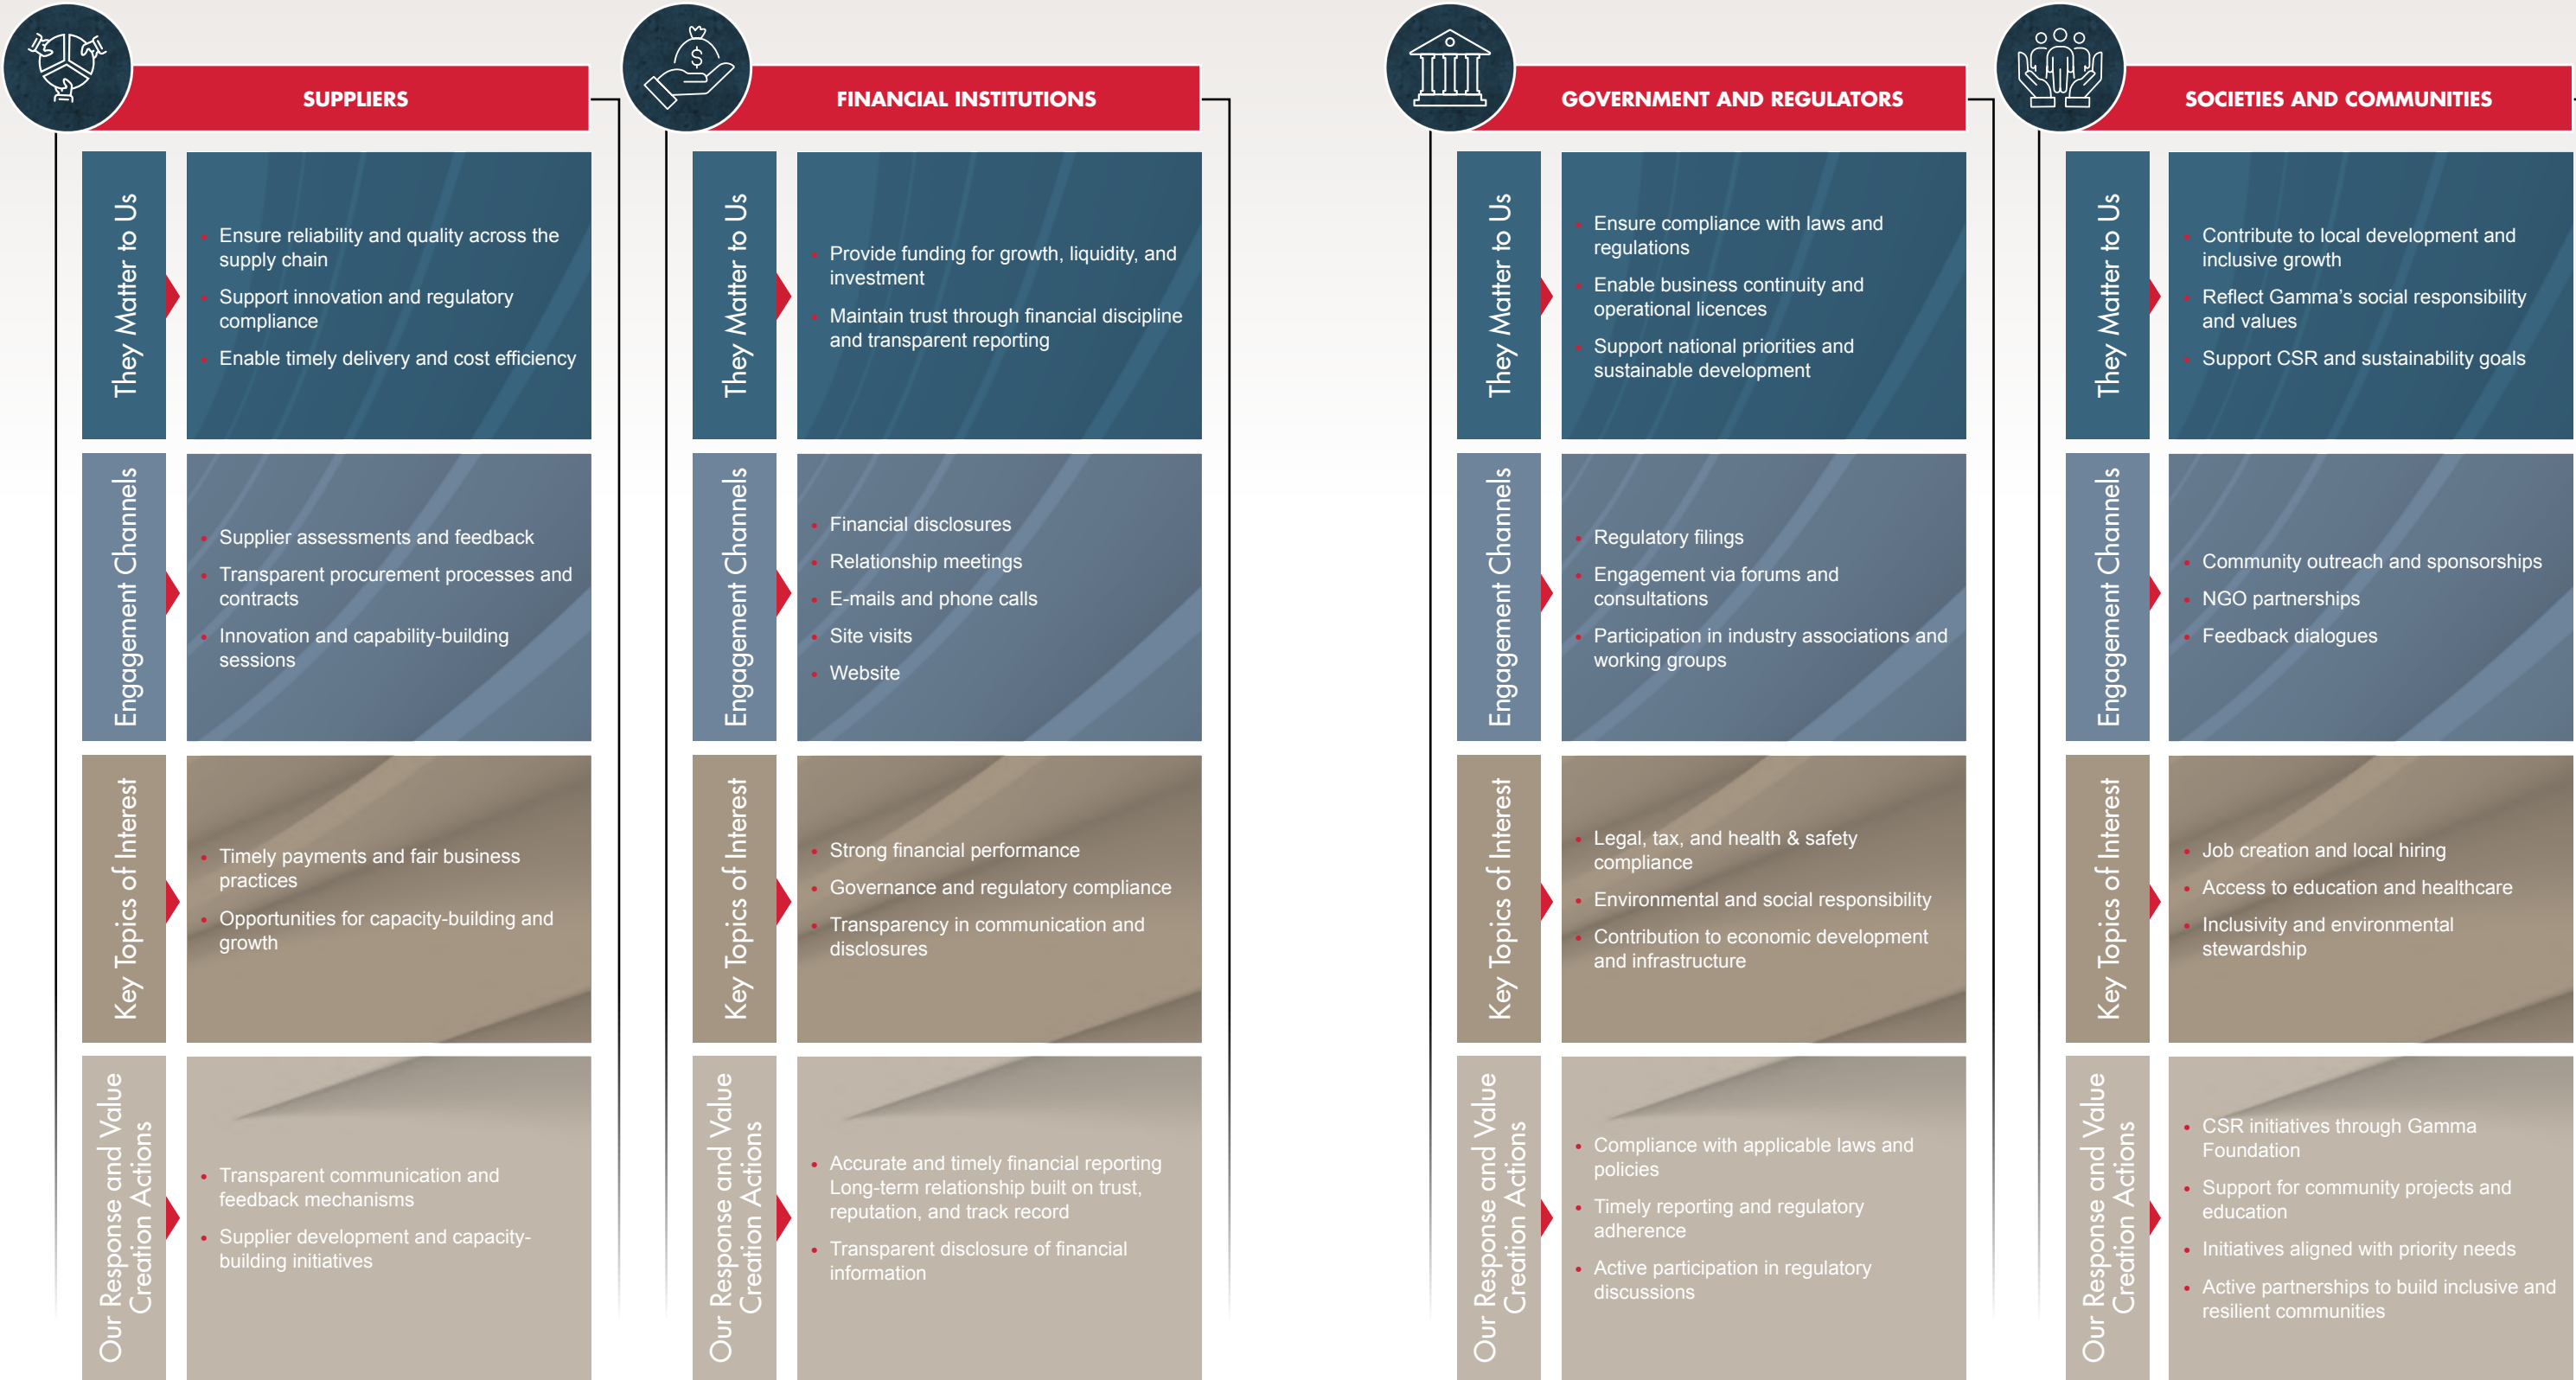 SUPPLIERS
They Matter to Us
• Ensure reliability and quality across the
supply chain
• Support innovation and regulatory
compliance
• Enable timely delivery and cost efficiency
Engagement Channels
• Supplier assessments and feedback
• Transparent procurement processes and
contracts
• Innovation and capability-building
sessions
Key Topics of Interest
• Timely payments and fair business
practices
• Opportunities for capacity-building and
growth
Our Response and Value
Creation Actions
• Transparent communication and
feedback mechanisms
• Supplier development and capacity-
building initiatives
FINANCIAL INSTITUTIONS
They Matter to Us
• Provide funding for growth, liquidity, and
investment
• Maintain trust through financial discipline
and transparent reporting
Engagement Channels
• Financial disclosures
• Relationship meetings
• E-mails and phone calls
• Site visits
• Website
Key Topics of Interest
• Strong financial performance
• Governance and regulatory compliance
• Transparency in communication and
disclosures
Our Response and Value
Creation Actions
• Accurate and timely financial reporting
Long-term relationship built on trust,
reputation, and track record
• Transparent disclosure of financial
information
GOVERNMENT AND REGULATORS
They Matter to Us
• Ensure compliance with laws and
regulations
• Enable business continuity and
operational licences
• Support national priorities and
sustainable development
Engagement Channels
• Regulatory filings
• Engagement via forums and
consultations
• Participation in industry associations and
working groups
Key Topics of Interest
• Legal, tax, and health & safety
compliance
• Environmental and social responsibility
• Contribution to economic development
and infrastructure
Our Response and Value
Creation Actions
• Compliance with applicable laws and
policies
• Timely reporting and regulatory
adherence
• Active participation in regulatory
discussions
SOCIETIES AND COMMUNITIES
They Matter to Us
• Contribute to local development and
inclusive growth
• Reflect Gamma’s social responsibility
and values
• Support CSR and sustainability goals
Engagement Channels
• Community outreach and sponsorships
• NGO partnerships
• Feedback dialogues
Key Topics of Interest
• Job creation and local hiring
• Access to education and healthcare
• Inclusivity and environmental
stewardship
Our Response and Value
Creation Actions
• CSR initiatives through Gamma
Foundation
• Support for community projects and
education
• Initiatives aligned with priority needs
• Active partnerships to build inclusive and
resilient communities